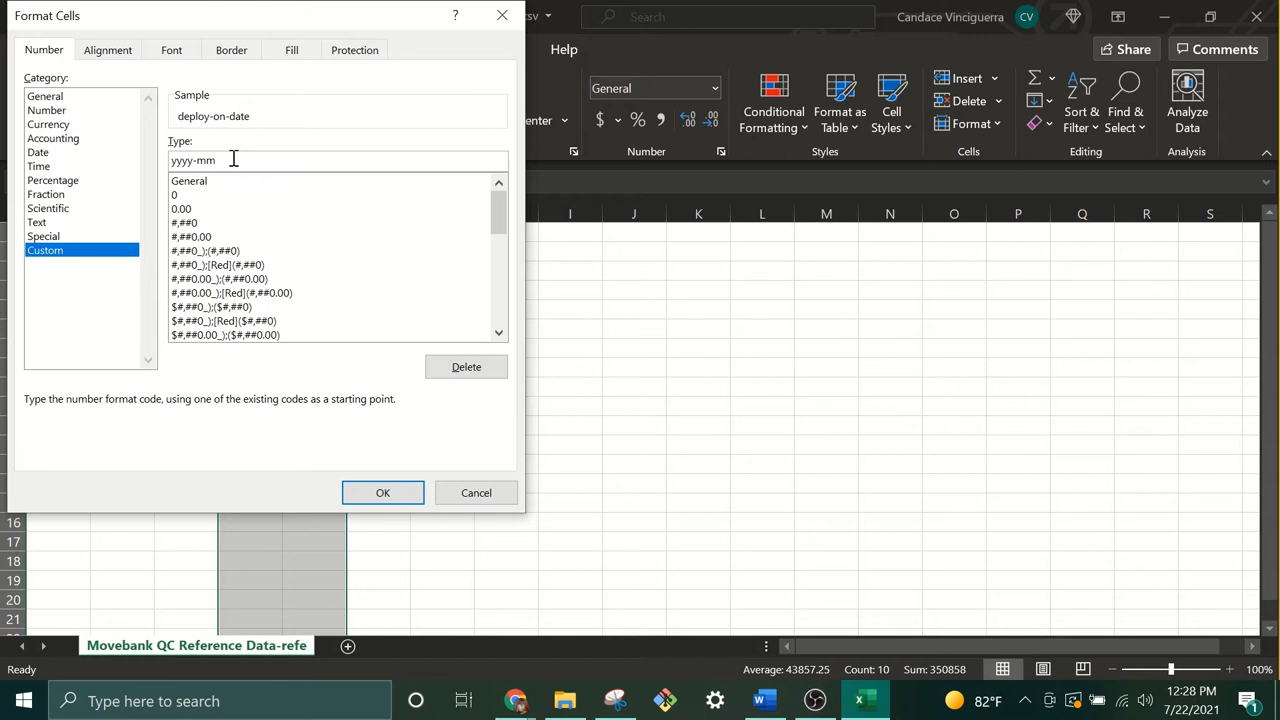 Format Cells
?
csv
Search
Candace Vinciguerra
CV
Number
Alignment
Font
Border
Fill
Protection
Help
Share
Comments
Category:
General
Number
Currency
Accounting
Date
Time
Percentage
Fraction
Scientific
Text
Special
Custom
Sample
deploy-on-date
Type:
yyyy-mm
General
0
0.00
#,##0
#,##0.00
#,##0_);(#,##0)
#,##0_);[Red](#,##0)
#,##0.00_);(#,##0.00)
#,##0.00_);[Red](#,##0.00)
$#,##0_);($#,##0)
$#,##0_);[Red]($#,##0)
$#,##0.00_);($#,##0.00)
Delete
Type the number format code, using one of the existing codes as a starting point.
OK
Cancel
enter
General
$
%
Conditional
Formatting
Format as
Table
Cell
Styles
Insert
Delete
Format
Sort &
Filter
Find &
Select
Analyze
Data
Styles
Cells
Editing
Analysis
I
J
K
L
M
N
O
P
Q
R
S
16
17
18
19
20
21
Movebank QC Reference Data-refe
Ready
Average: 43857.25
Count: 10
Sum: 350858
100%
Type here to search
82°F
12:28 PM
7/22/2021
1